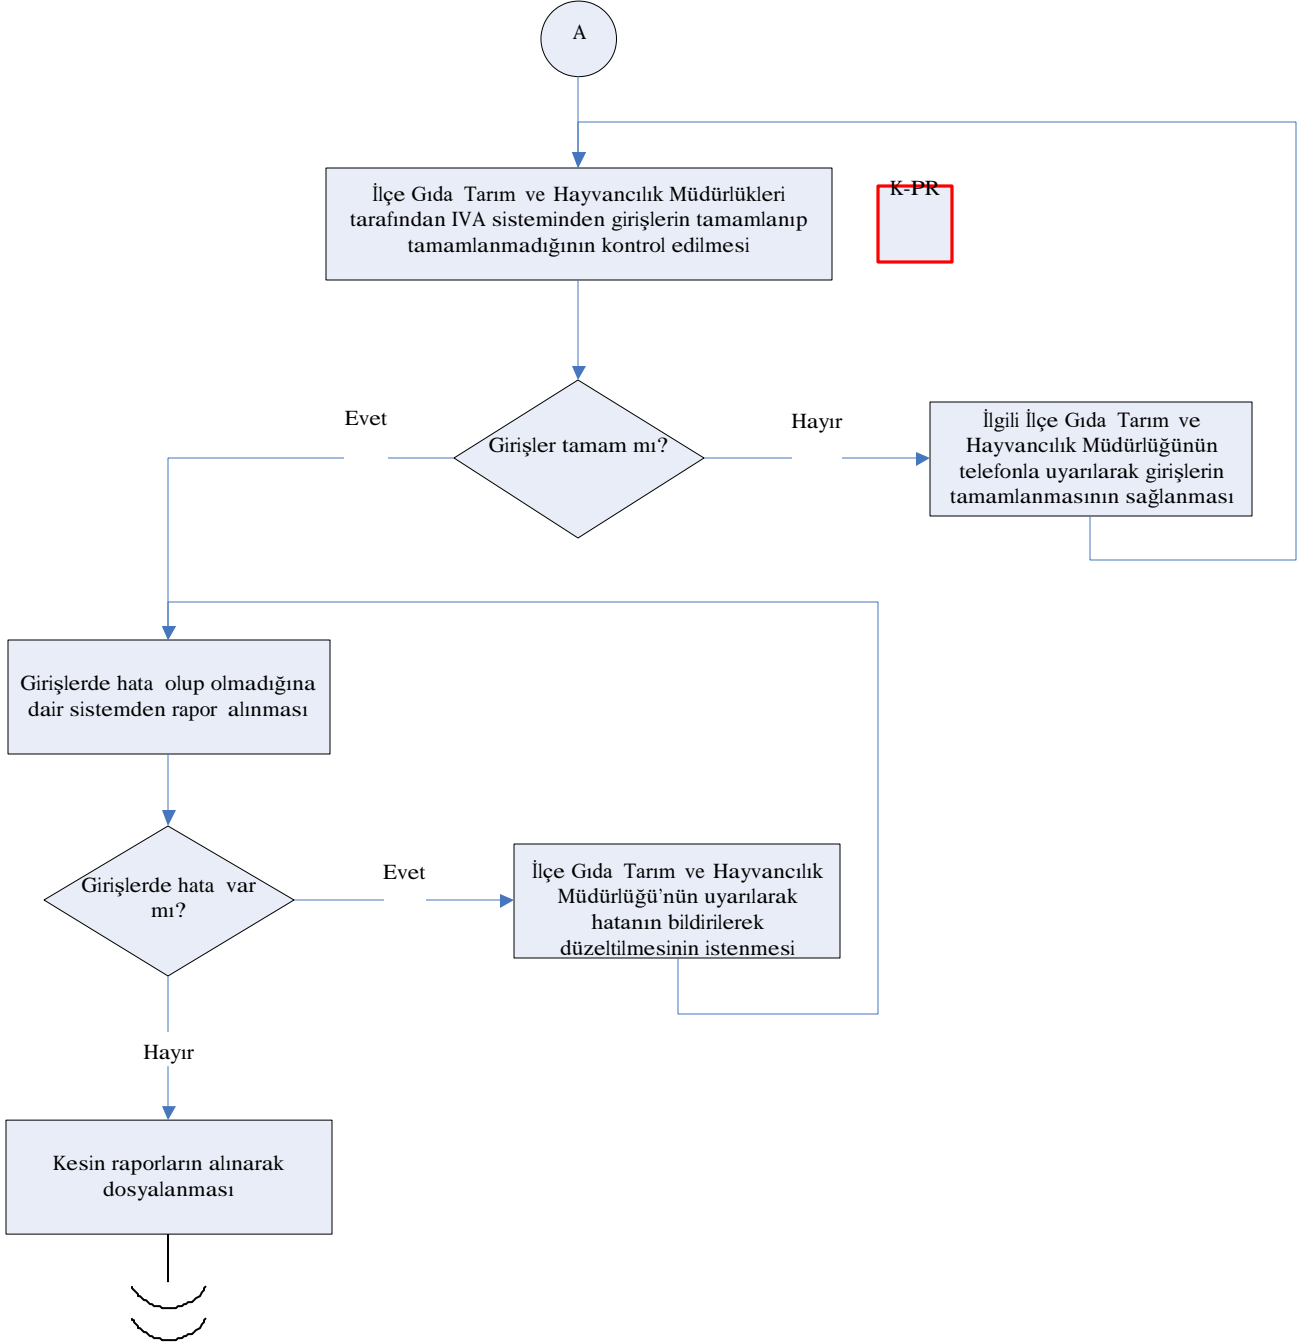 A
İlçe Gıda Tarım ve Hayvancılık Müdürlükleri
tarafından IVA sisteminden girişlerin tamamlanıp
tamamlanmadığının kontrol edilmesi
K-PR
Girişler tamam mı?
Evet
Hayır
İlgili İlçe Gıda Tarım ve
Hayvancılık Müdürlüğünün
telefonla uyarılarak girişlerin
tamamlanmasının sağlanması
Girişlerde hata olup olmadığına
dair sistemden rapor alınması
Girişlerde hata var
mı?
Evet
İlçe Gıda Tarım ve Hayvancılık
Müdürlüğü'nün uyarılarak
hatanın bildirilerek
düzeltilmesinin istenmesi
Hayır
Kesin raporların alınarak
dosyalanması